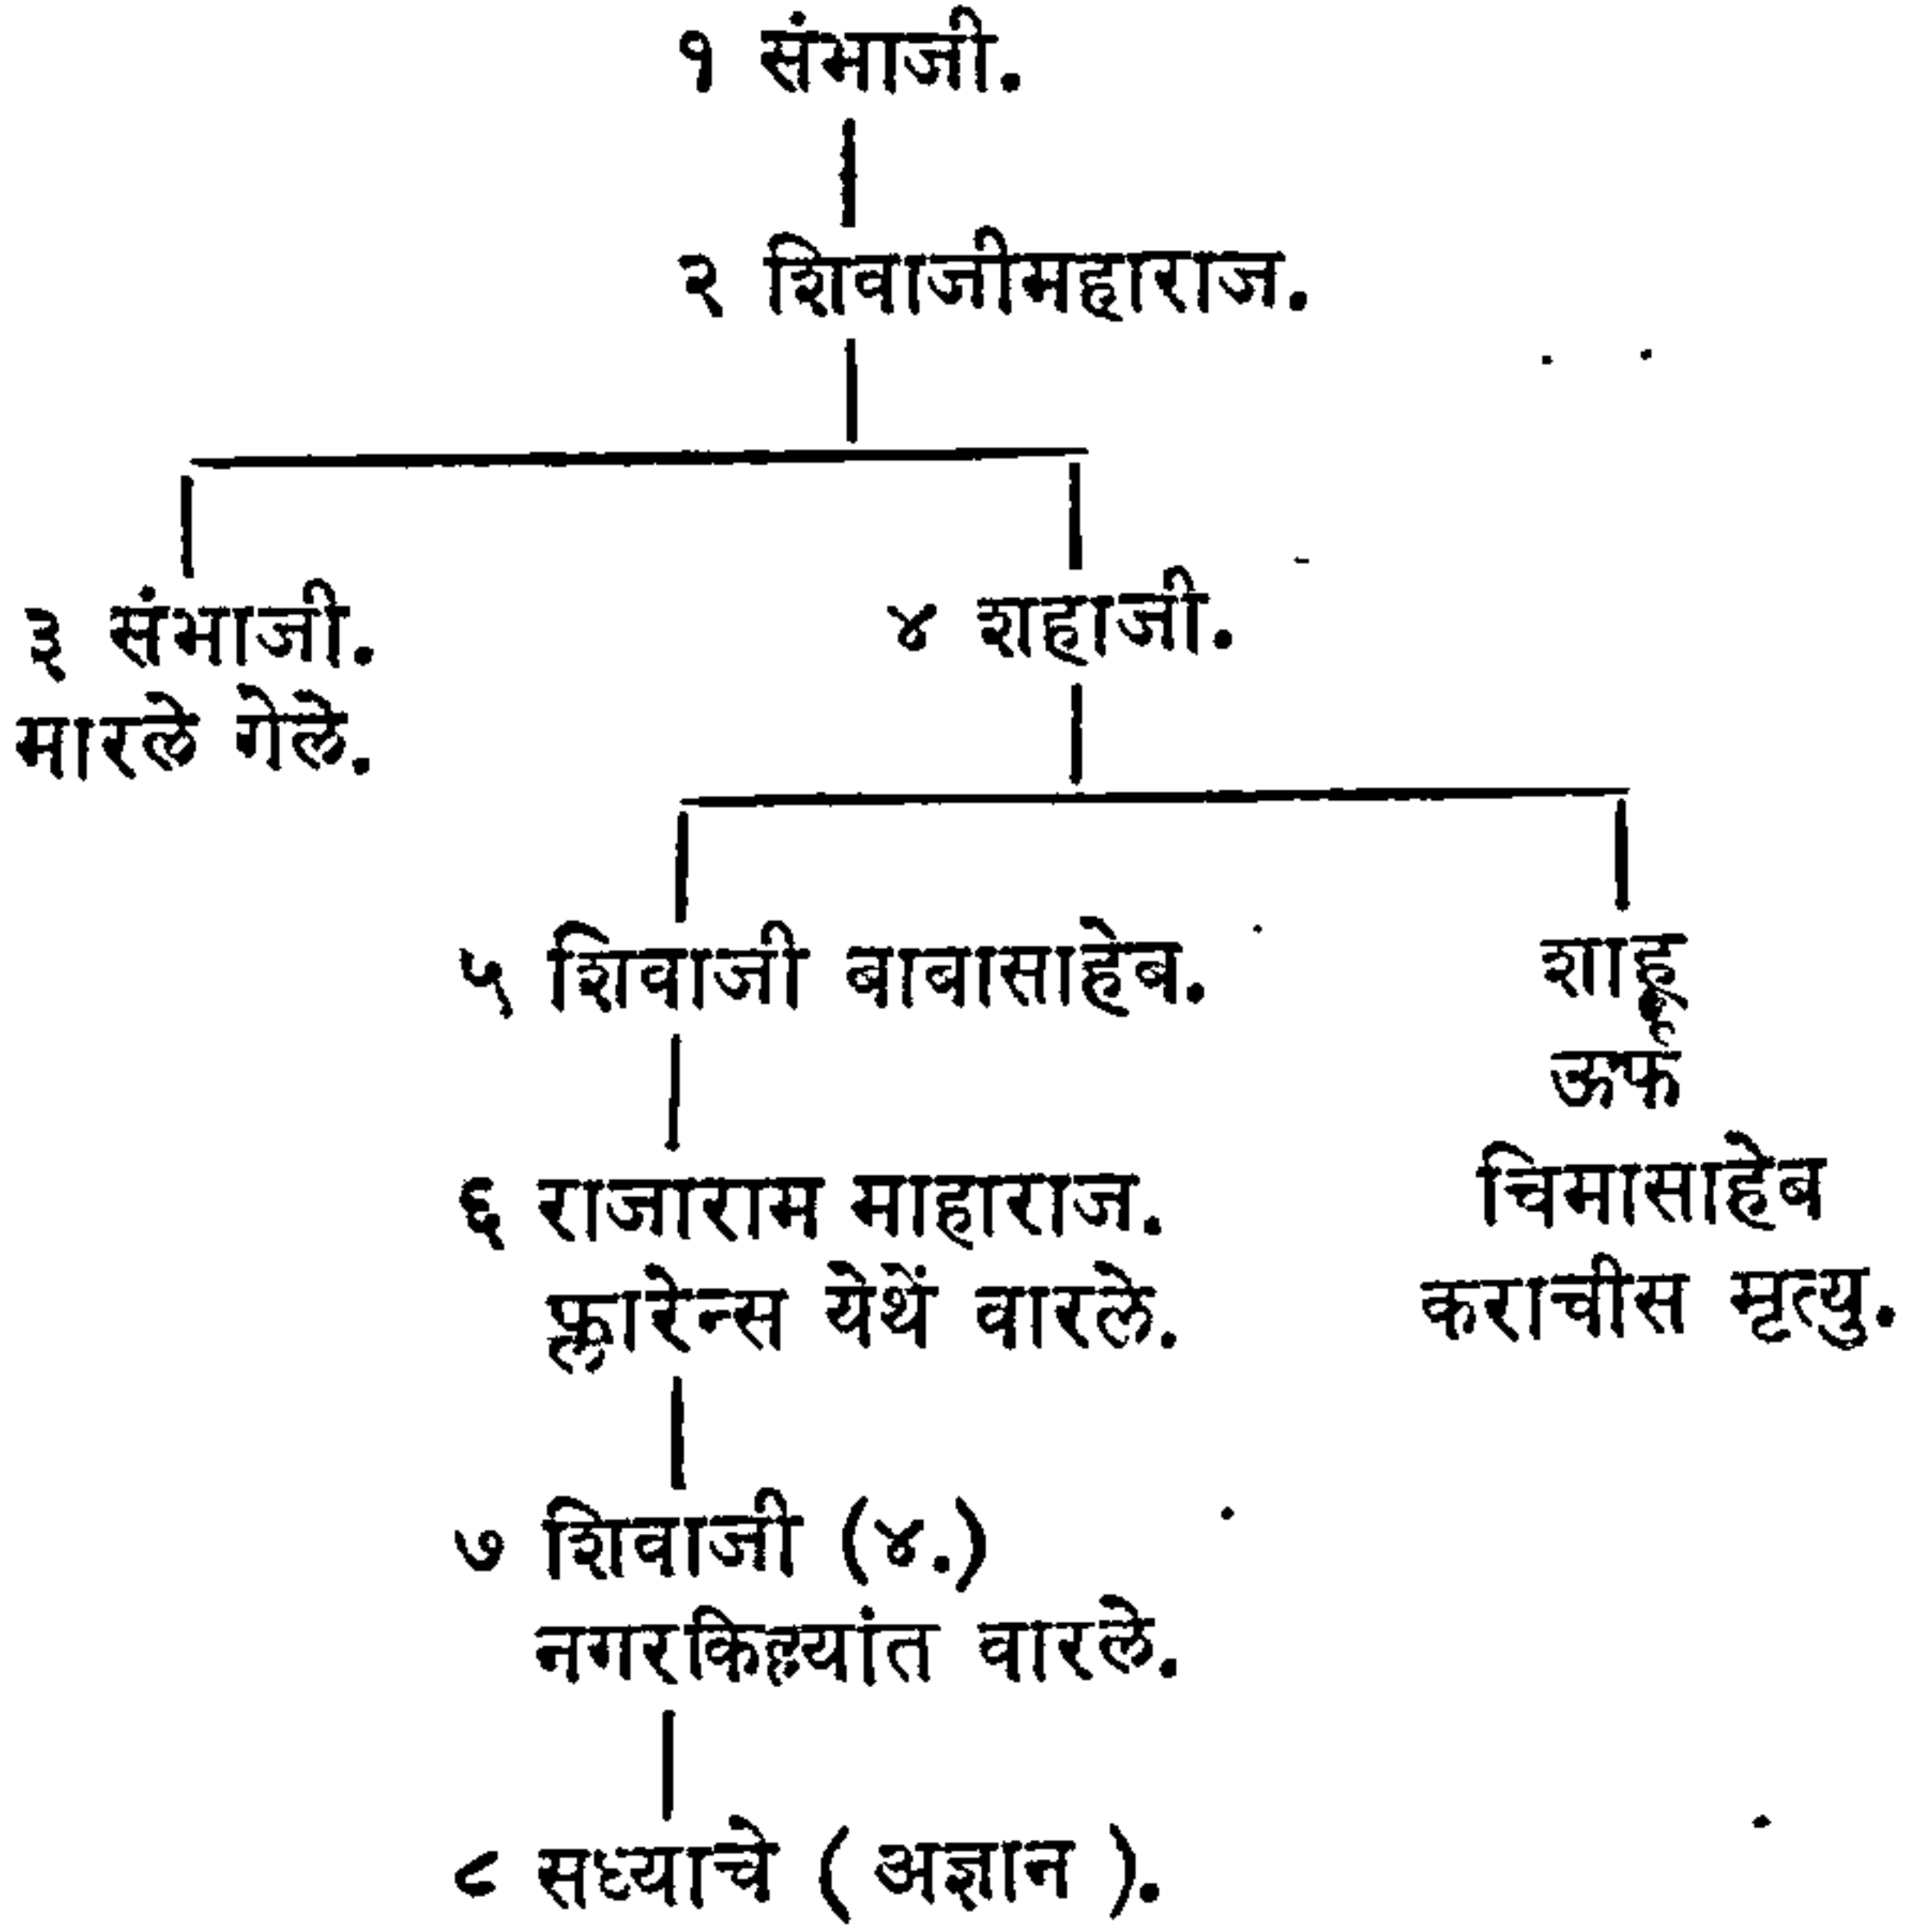 १ संभाजी.
२ शिवाजीमहाराज.
३ संभाजी.
मारले गेले.
४ शहाजी.
५ शिवाजी बाबासाहेब.
शाहू
ऊर्फ
चिमासाहेब
कराचीस मृत्यु.
६ राजाराम माहाराज.
फ्लारेन्स येथें वारले.
७ शिवाजी (४.)
नगरकिल्ल्यांत वारले.
८ सध्याचे ( अज्ञान ).